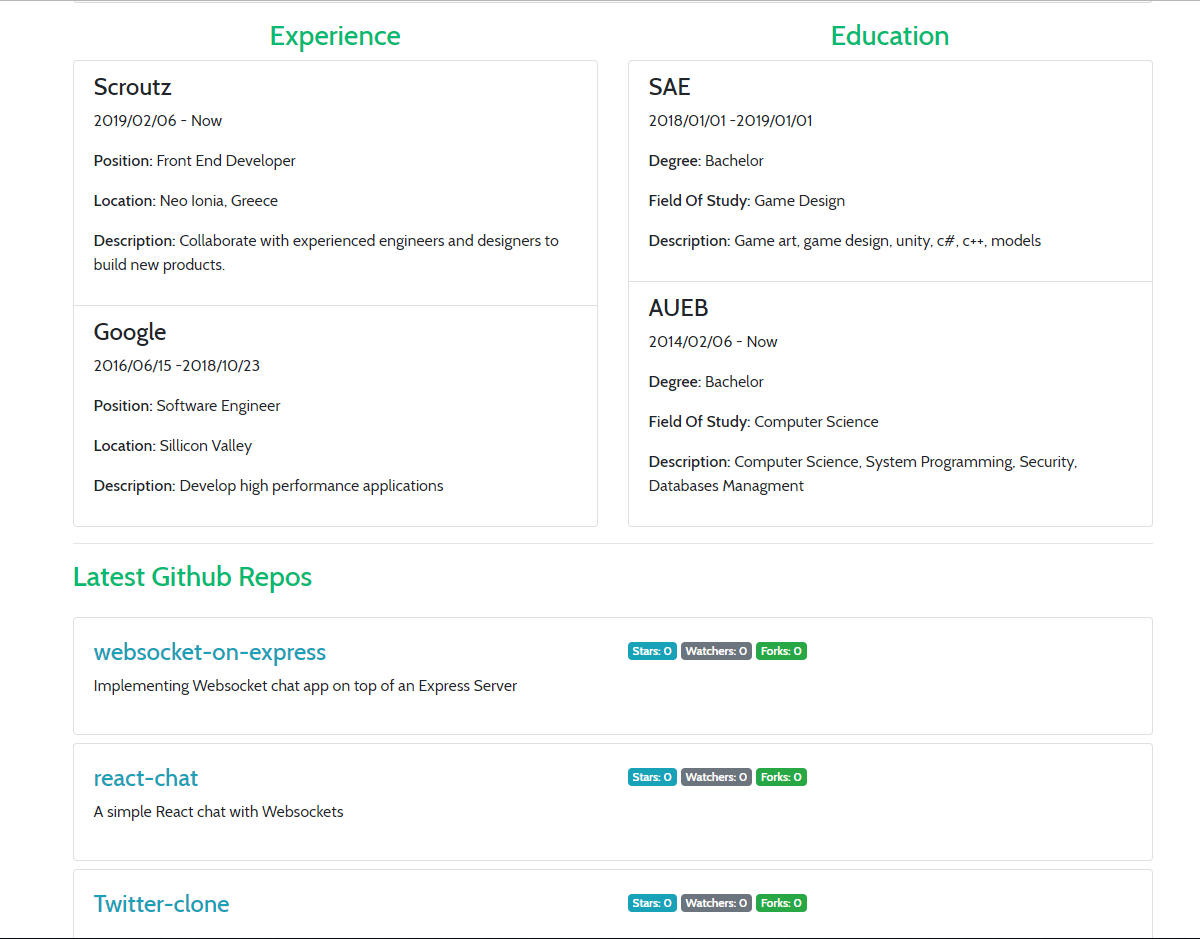 Experience
Scroutz
2019/02/06 - Now
Position: Front End Developer
Location: Neo Ionia, Greece
Description: Collaborate with experienced engineers and designers to
build new products.
Google
2016/06/15 -2018/10/23
Position: Software Engineer
Location: Sillicon Valley
Description: Develop high performance applications
Education
SAE
2018/01/01 -2019/01/01
Degree: Bachelor
Field Of Study: Game Design
Description: Game art, game design, unity, c#, c++, models
AUEB
2014/02/06 - Now
Degree: Bachelor
Field Of Study: Computer Science
Description: Computer Science, System Programming, Security,
Databases Managment
Latest Github Repos
websocket-on-express
Stars: 0 Watchers: 0 Forks: 0
Implementing Websocket chat app on top of an Express Server
react-chat
Stars: 0 Watchers: 0 Forks: 0
A simple React chat with Websockets
Twitter-clone
Stars: 0 Watchers: 0 Forks: 0